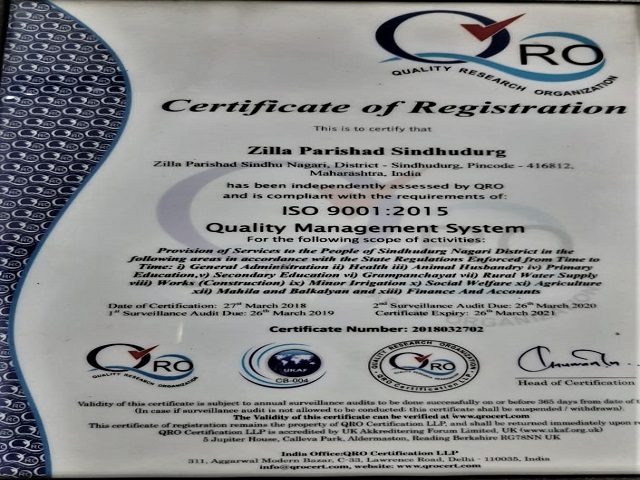 QRO
QUALITY RESEARCH ORGANIZATION
Certificate of Registration
This is to certify that
Zilla Parishad Sindhudurg
Zilla Parishad Sindhu Nagari, District - Sindhudurg, Pincode - 416812,
Maharashtra, India
has been independently assessed by QRO
and is compliant with the requirements of:
ISO 9001:2015
Quality Management System
For the following scope of activities:
Provision of Services to the People of Sindhudurg Nagari District in the
following areas in accordance with the State Regulations Enforced from Time to
Time: i) General Administration ii) Health iii) Animal Husbandry iv) Primary
Education,v) Secondary Education vi) Grampanchayat vii) Rural Water Supply
viii) Works (Construction) ix) Minor Irrigation x) Social Welfare xi) Agriculture
xii) Mahila and Balkalyan and xiii) Finance And Accounts
Date of Certification: 27th March 2018 2nd Surveillance Audit Due: 26th March 2020
1st Surveillance Audit Due: 26th March 2019 Certificate Expiry: 26th March 2021
Certificate Number: 2018032702
QRO
QUALITY RESEARCH ORGANIZATION
UKAF
CB-004
QUALITY RESEARCH ORGANIZATION
QRO
QRO Certification LLP
Head of Certification
Validity of this certificate is subject to annual surveillance audits to be done successfully on or before 365 days from date of
(In case if surveillance audit is not allowed to be conducted: this certificate shall be suspended / withdrawn).
The Validity of this certificate can be verified at www.qrocert.com
This certificate of registration remains the property of QRO Certification LLP, and shall be returned immediately upon
QRO Certification LLP is accredited by UK Akkreditering Forum Limited, UK (www.ukaf.org.uk)
5 Jupiter House, Calleva Park, Aldermaston, Reading Berkshire RG78NN UK
India Office:QRO Certification LLP
311, Aggarwal Modern Bazar, C-33, Lawrence Road, Delhi - 110035, India
info@qrocert.com, website: www.qrocert.com